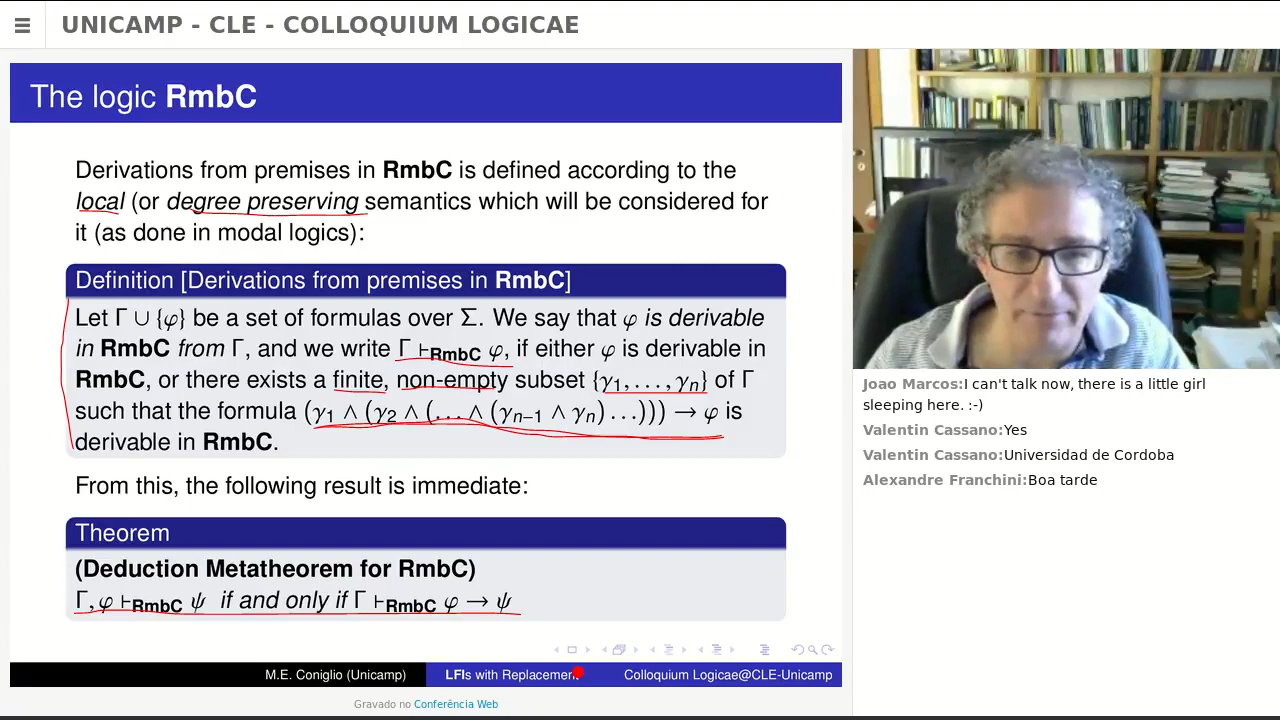 UNICAMP - CLE - COLLOQUIUM LOGICAE
The logic RmbC
Derivations from premises in RmbC is defined according to the
local (or degree preserving semantics which will be considered for
it (as done in modal logics):
Definition [Derivations from premises in RmbC]
Let Γ ∪ {φ} be a set of formulas over Σ. We say that φ is derivable
in RmbC from Γ, and we write Γ ⊢RmbC φ, if either φ is derivable in
RmbC, or there exists a finite, non-empty subset {γ1, . . . , γn} of Γ
such that the formula (γ1 ∧ (γ2 ∧ (. . . ∧ (γn−1 ∧ γn) . . .))) → φ is
derivable in RmbC.
From this, the following result is immediate:
Theorem
(Deduction Metatheorem for RmbC)
Γ, φ ⊢RmbC ψ if and only if Γ ⊢RmbC φ → ψ
M.E. Coniglio (Unicamp) LFIs with Replacement Colloquium Logicae@CLE-Unicamp
Gravado no Conferência Web
Joao Marcos:I can't talk now, there is a little girl
sleeping here. :-)
Valentin Cassano:Yes
Valentin Cassano:Universidad de Cordoba
Alexandre Franchini:Boa tarde